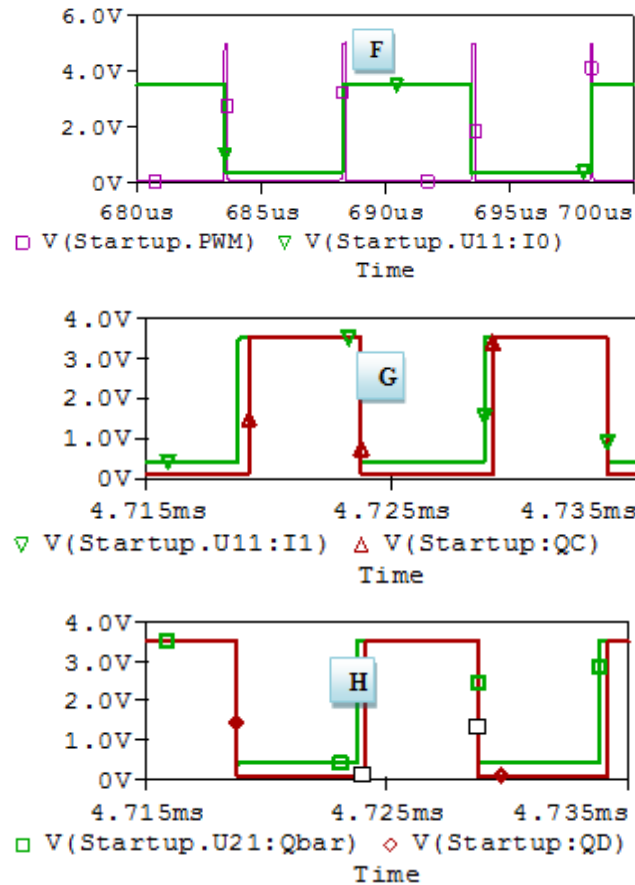 6.0V
F
4.0V
2.0V
0V
680us 685us 690us 695us 700us
V(Startup.PWM) V(Startup.U11:I0)
Time
4.0V
3.0V
G
2.0V
1.0V
0V
4.715ms 4.725ms 4.735ms
V(Startup.U11:I1) V(Startup:QC)
Time
4.0V
3.0V
H
2.0V
1.0V
0V
4.715ms 4.725ms 4.735ms
V(Startup.U21:Qbar) V(Startup:QD)
Time